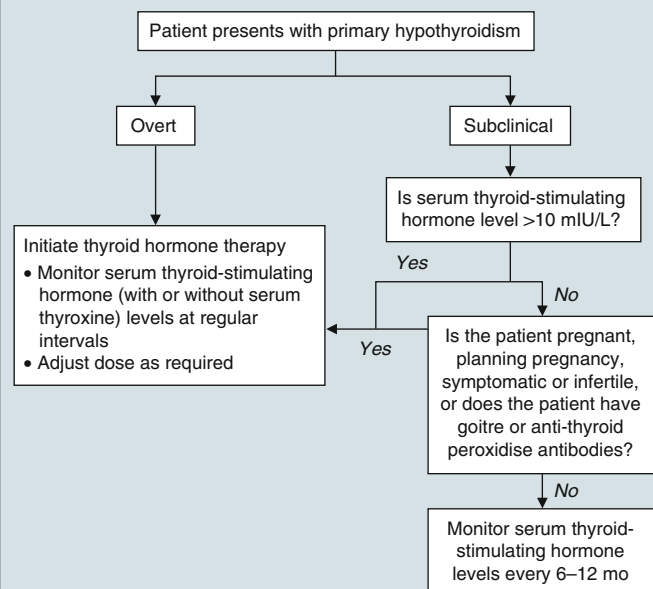 Patient presents with primary hypothyroidism
Overt
Subclinical
Is serum thyroid-stimulating
hormone level >10 mIU/L?
Yes
No
Initiate thyroid hormone therapy
• Monitor serum thyroid-stimulating
hormone (with or without serum
thyroxine) levels at regular
intervals
• Adjust dose as required
Yes
Is the patient pregnant,
planning pregnancy,
symptomatic or infertile,
or does the patient have
goitre or anti-thyroid
peroxidise antibodies?
No
Monitor serum thyroid-
stimulating hormone
levels every 6–12 mo